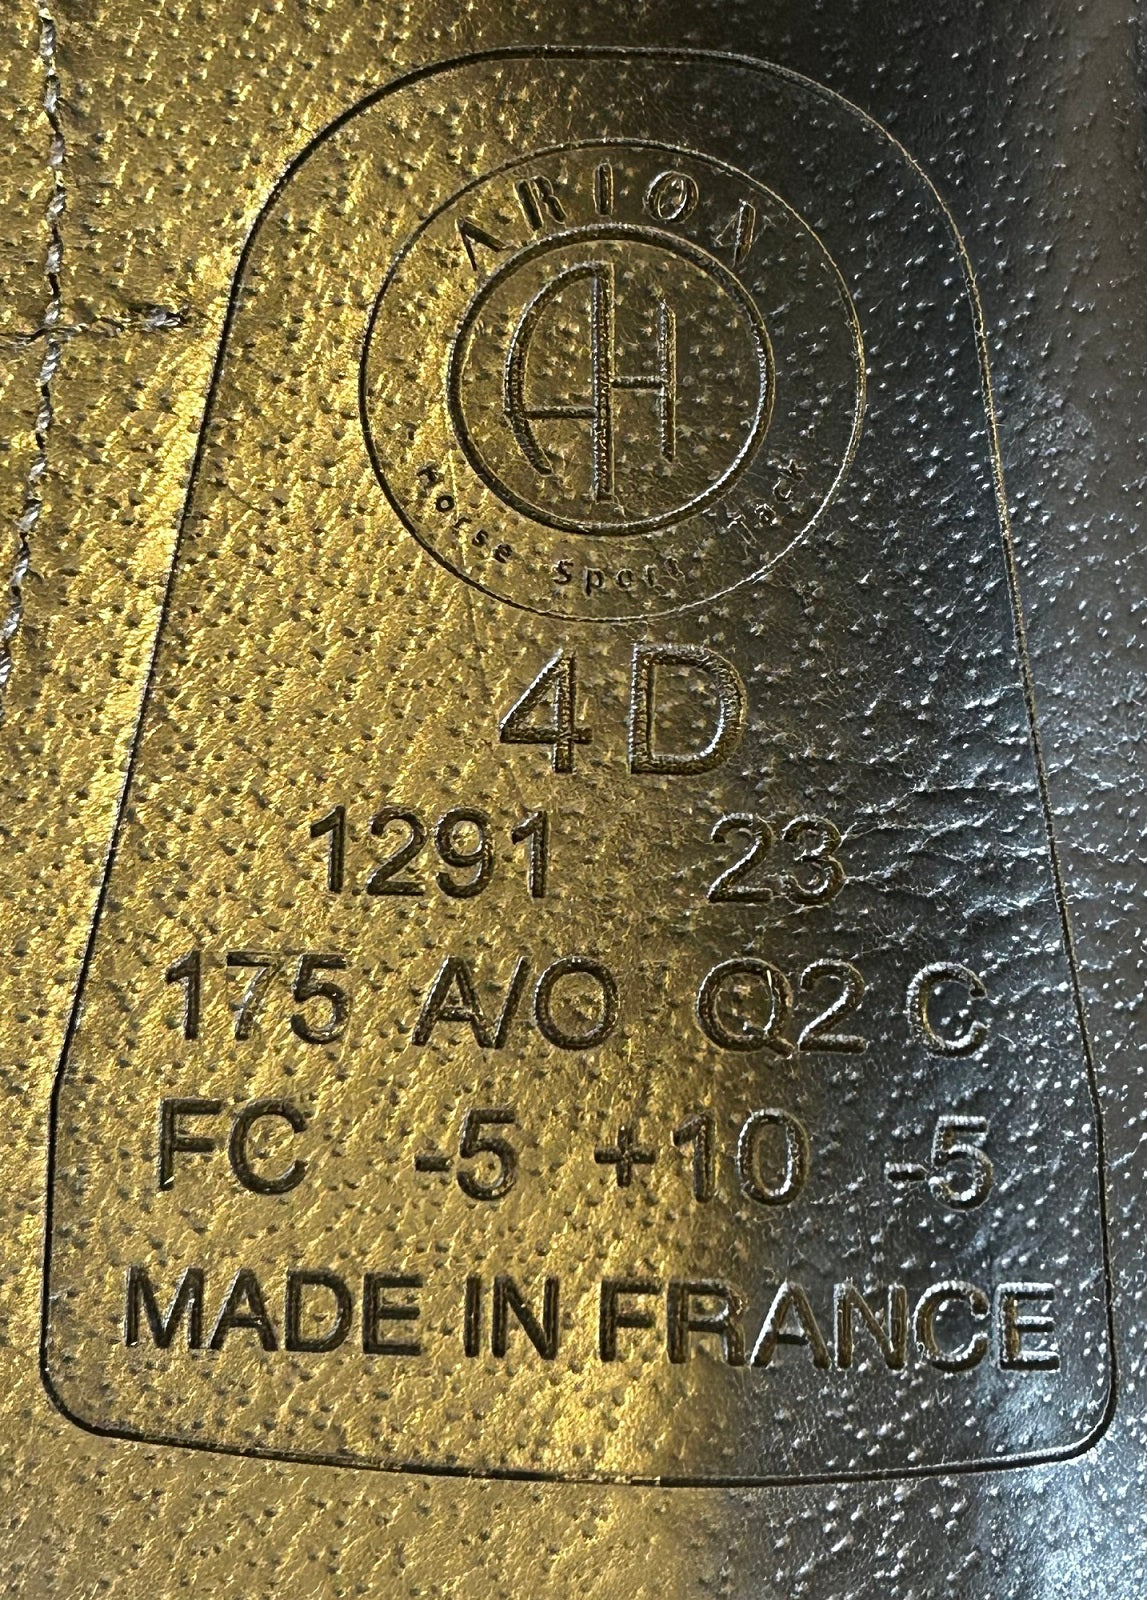 ARION
AH
Horse Sport Tack
4D
1291 23
175 A/O Q2 C
FC -5 +10 -5
MADE IN FRANCE